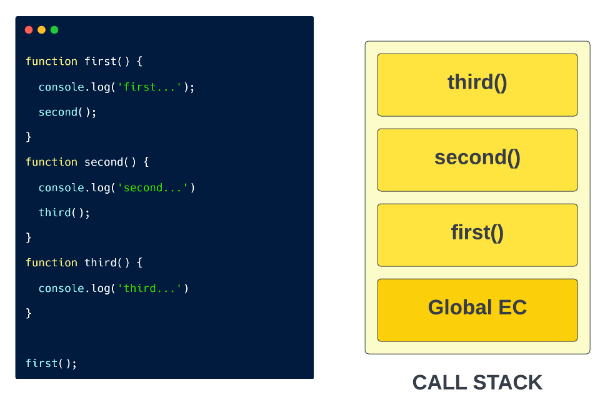 function first() {
console.log('first...');
second();
}
function second() {
console.log('second...')
third();
}
function third() {
console.log('third...')
}
first();
third()
second()
first()
Global EC
CALL STACK